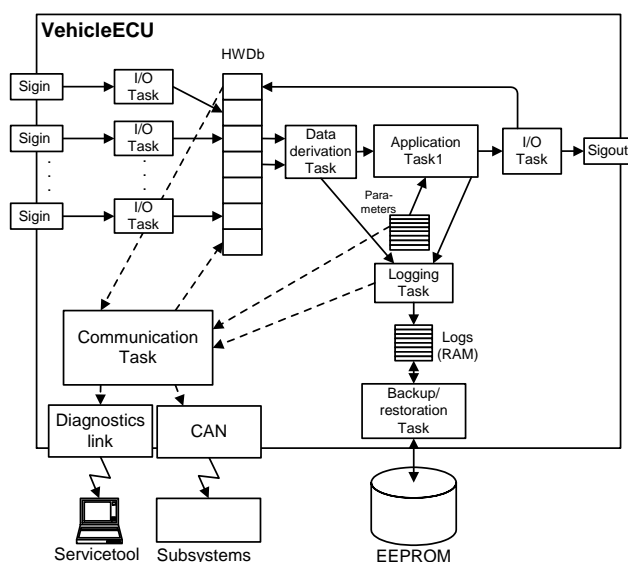 VehicleECU
HWDb
Sigin
I/O
Task
Sigin
I/O
Task
Data
derivation
Task
Application
Task1
I/O
Task
Sigout
Sigin
I/O
Task
Para-
meters
Logging
Task
Communication
Task
Logs
(RAM)
Backup/
restoration
Task
Diagnostics
link
CAN
Servicetool
Subsystems
EEPROM